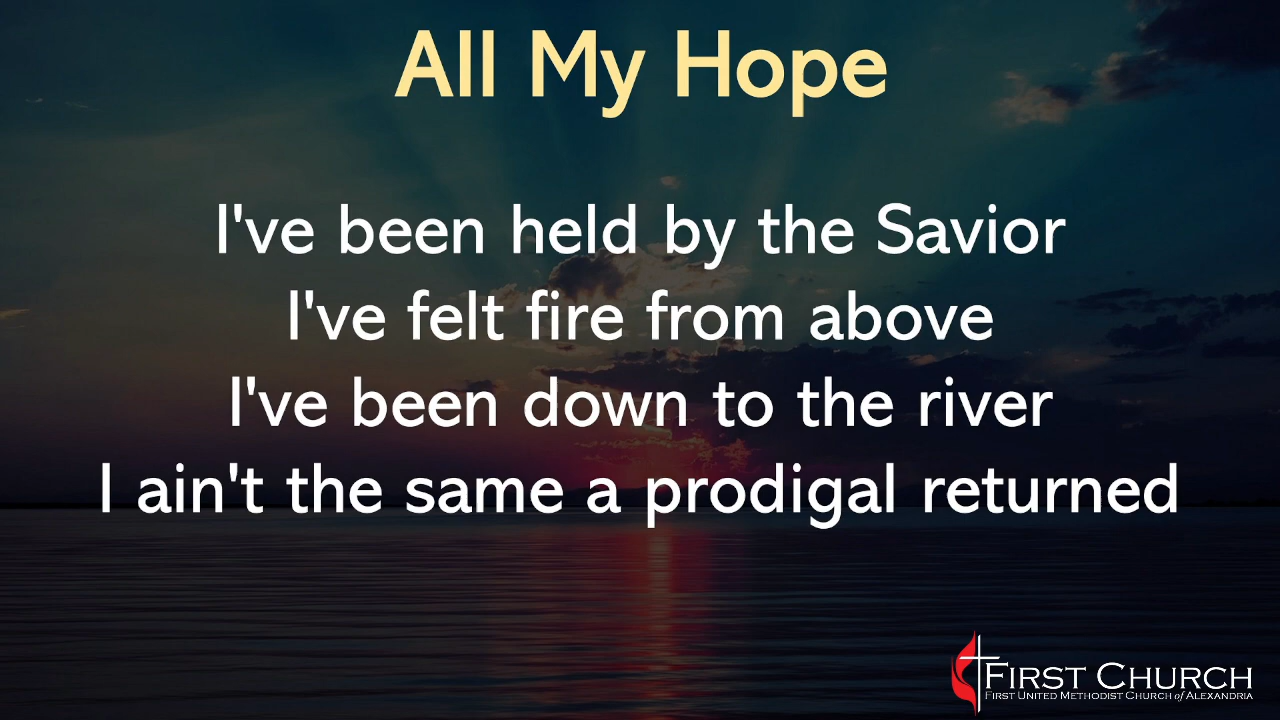 All My Hope
I've been held by the Savior
I've felt fire from above
I've been down to the river
I ain't the same a prodigal returned
First Church
First United Methodist Church of Alexandria